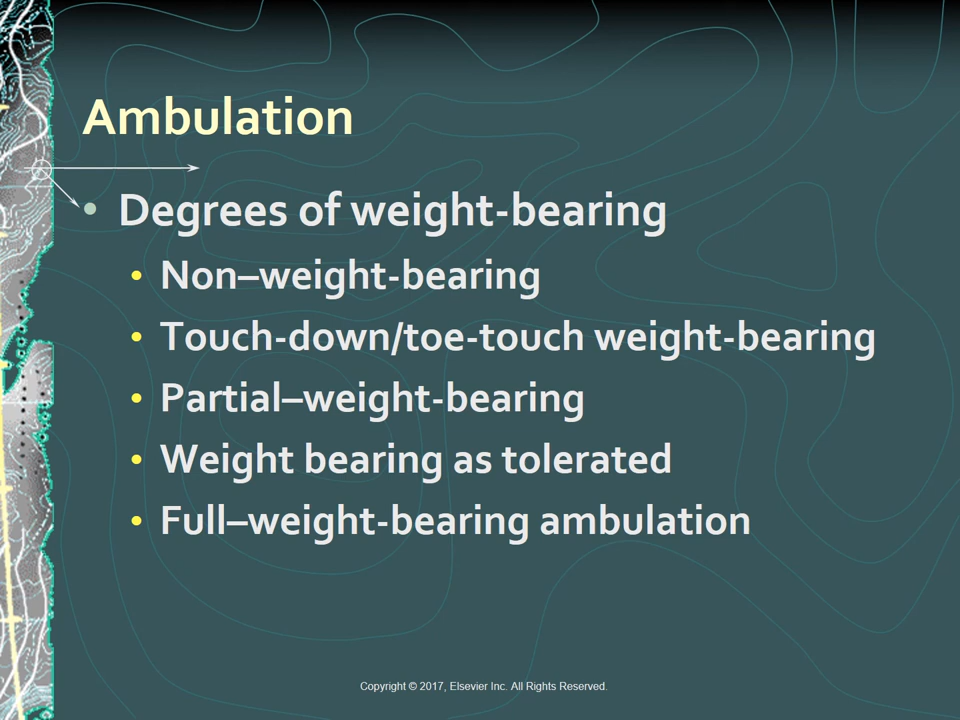 Ambulation
• Degrees of weight-bearing
• Non–weight-bearing
• Touch-down/toe-touch weight-bearing
• Partial–weight-bearing
• Weight bearing as tolerated
• Full–weight-bearing ambulation
Copyright © 2017, Elsevier Inc. All Rights Reserved.